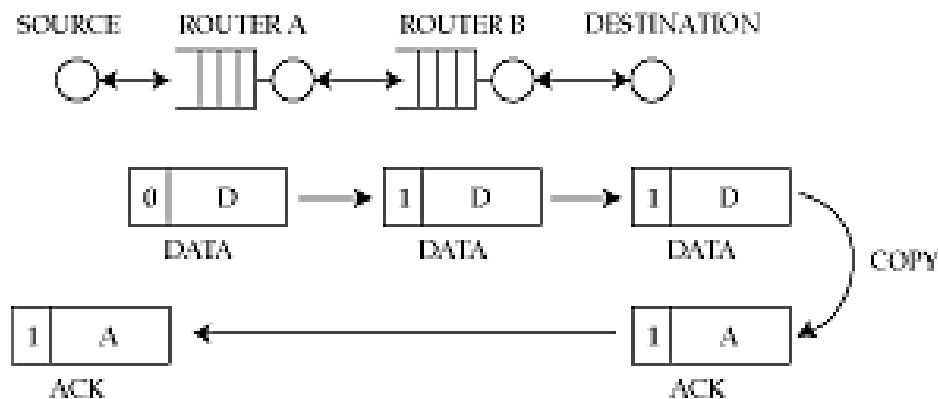 SOURCE ROUTER A ROUTER B DESTINATION
0 D 1 D 1 D
DATA DATA DATA
COPY
1 A 1 A
ACK ACK